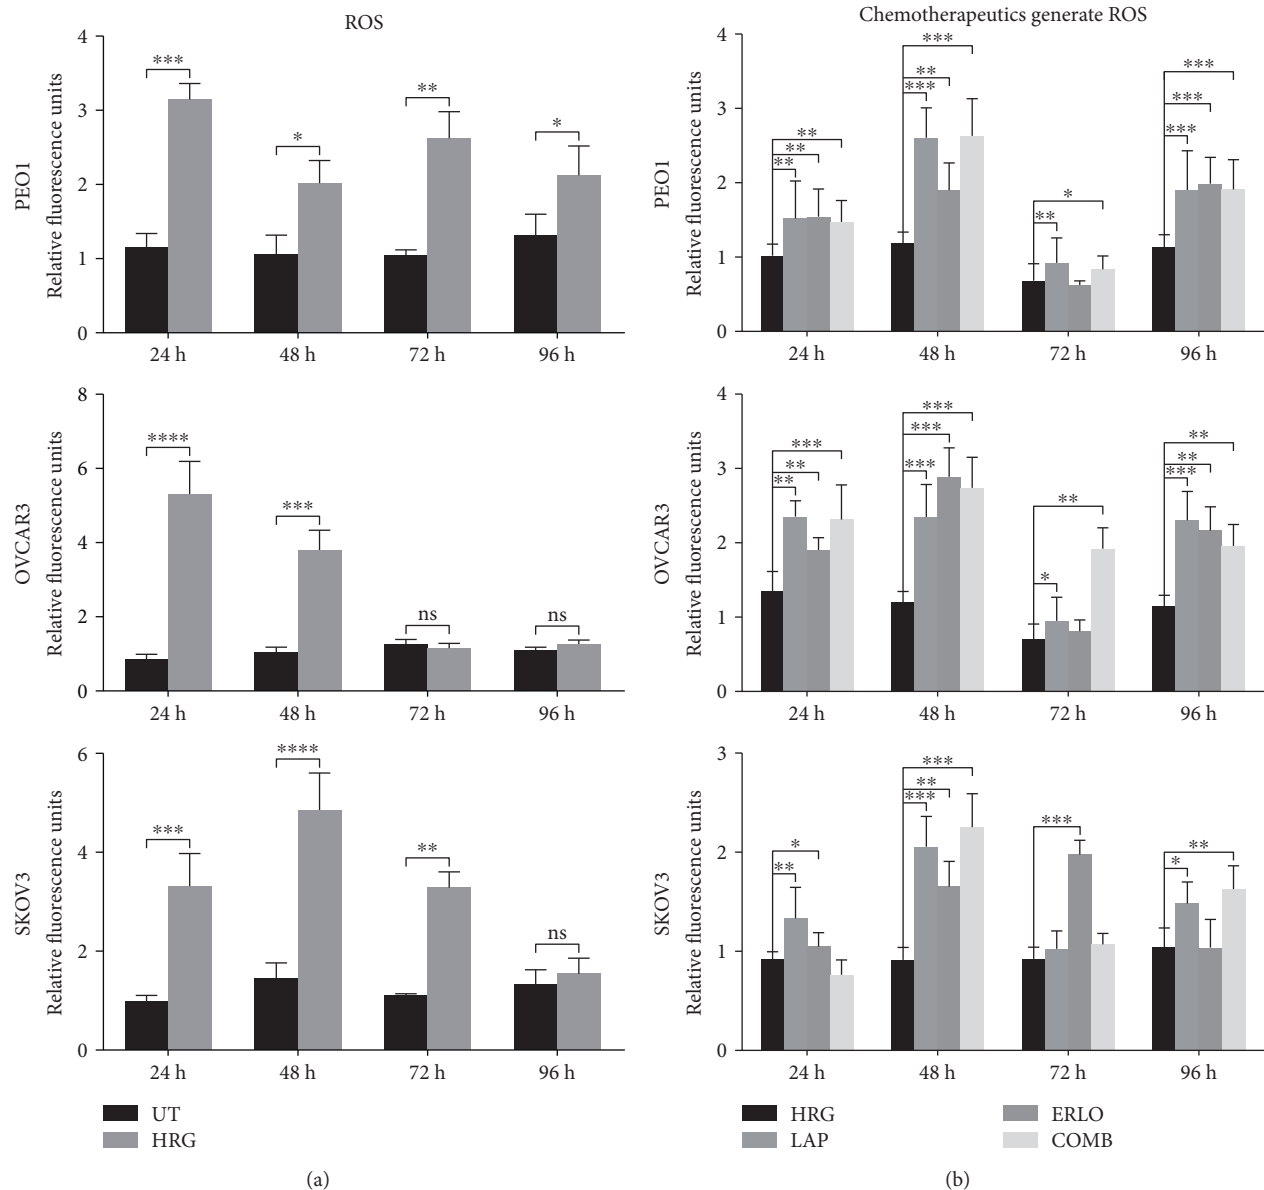 ROS
PEO1
Relative fluorescence units
4
3
2
1
0
***
*
**
*
24 h 48 h 72 h 96 h
OVCAR3
Relative fluorescence units
8
6
4
2
0
****
***
ns
ns
24 h 48 h 72 h 96 h
SKOV3
Relative fluorescence units
6
4
2
0
***
****
**
ns
24 h 48 h 72 h 96 h
UT
HRG
(a)
Chemotherapeutics generate ROS
PEO1
Relative fluorescence units
4
3
2
1
0
**
**
**
***
**
***
*
**
***
***
***
24 h 48 h 72 h 96 h
OVCAR3
Relative fluorescence units
4
3
2
1
0
***
**
**
***
***
***
**
*
**
**
***
24 h 48 h 72 h 96 h
SKOV3
Relative fluorescence units
3
2
1
0
*
**
***
**
***
***
**
*
24 h 48 h 72 h 96 h
HRG
LAP
ERLO
COMB
(b)